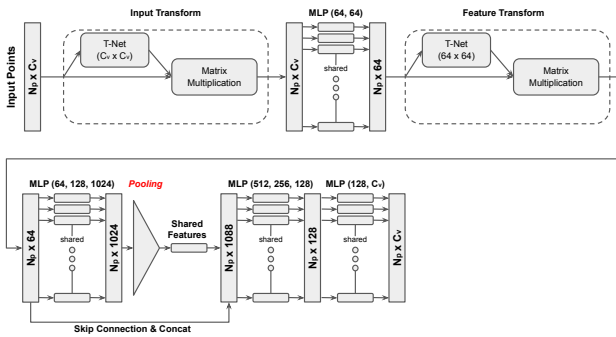 Input Transform
MLP (64, 64)
Feature Transform
Input Points
Np x Cv
T-Net
(Cv x Cv)
Matrix
Multiplication
Np x Cv
shared
Np x 64
T-Net
(64 x 64)
Matrix
Multiplication
MLP (64, 128, 1024)
Pooling
MLP (512, 256, 128)
MLP (128, Cv)
Np x 64
shared
Np x 1024
Shared
Features
Np x 1088
shared
Np x 128
shared
Np x Cv
Skip Connection & Concat